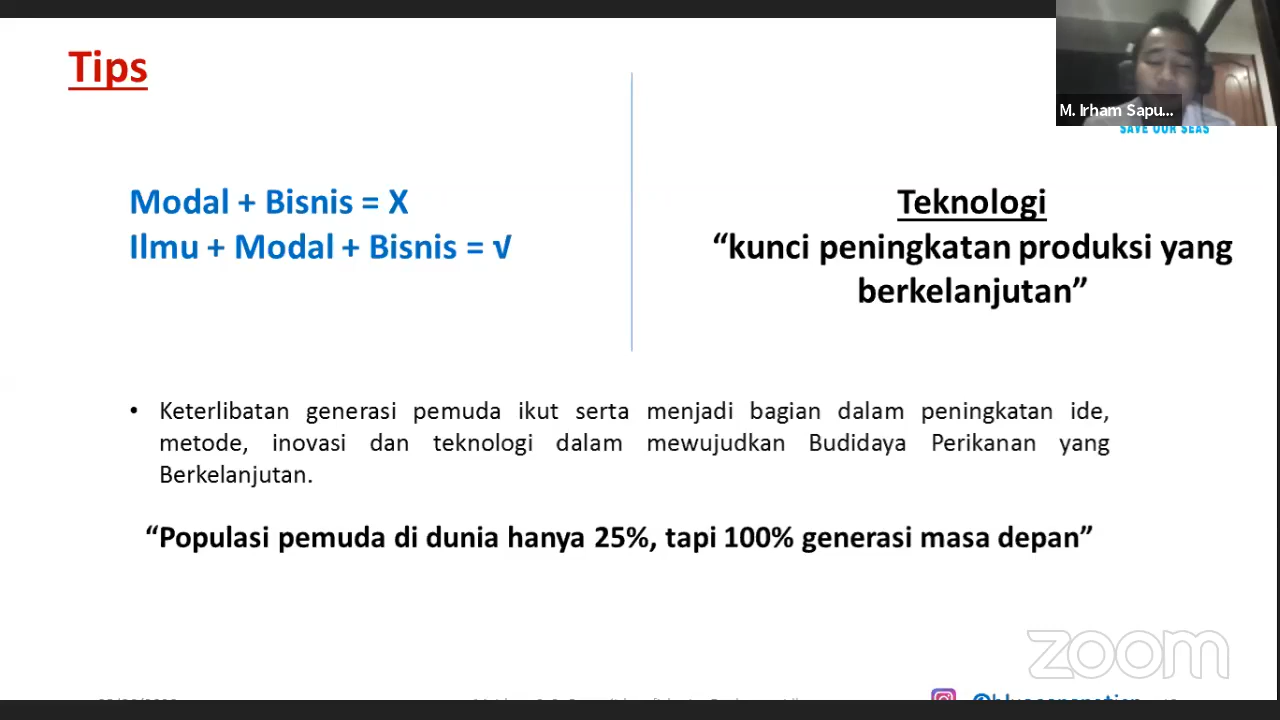 Tips
M. Irham Sapu...
SAVE OUR SEAS
Modal + Bisnis = X
Ilmu + Modal + Bisnis = √
Teknologi
“kunci peningkatan produksi yang
berkelanjutan”
• Keterlibatan generasi pemuda ikut serta menjadi bagian dalam peningkatan ide,
metode, inovasi dan teknologi dalam mewujudkan Budidaya Perikanan yang
Berkelanjutan.
“Populasi pemuda di dunia hanya 25%, tapi 100% generasi masa depan”
zoom